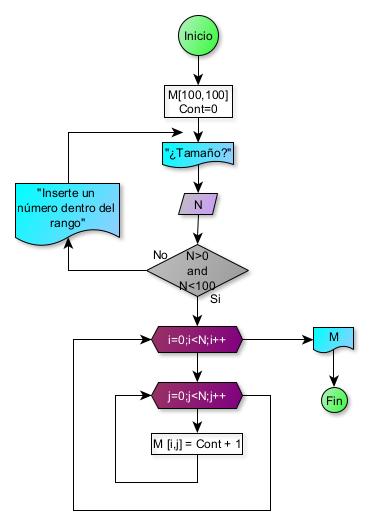 Inicio
M[100,100]
Cont=0
"¿Tamaño?"
"Inserte un
número dentro del
rango"
N
No
N>0
and
N<100
Si
i=0;i<N;i++
M
j=0;j<N;j++
Fin
M [i,j] = Cont + 1